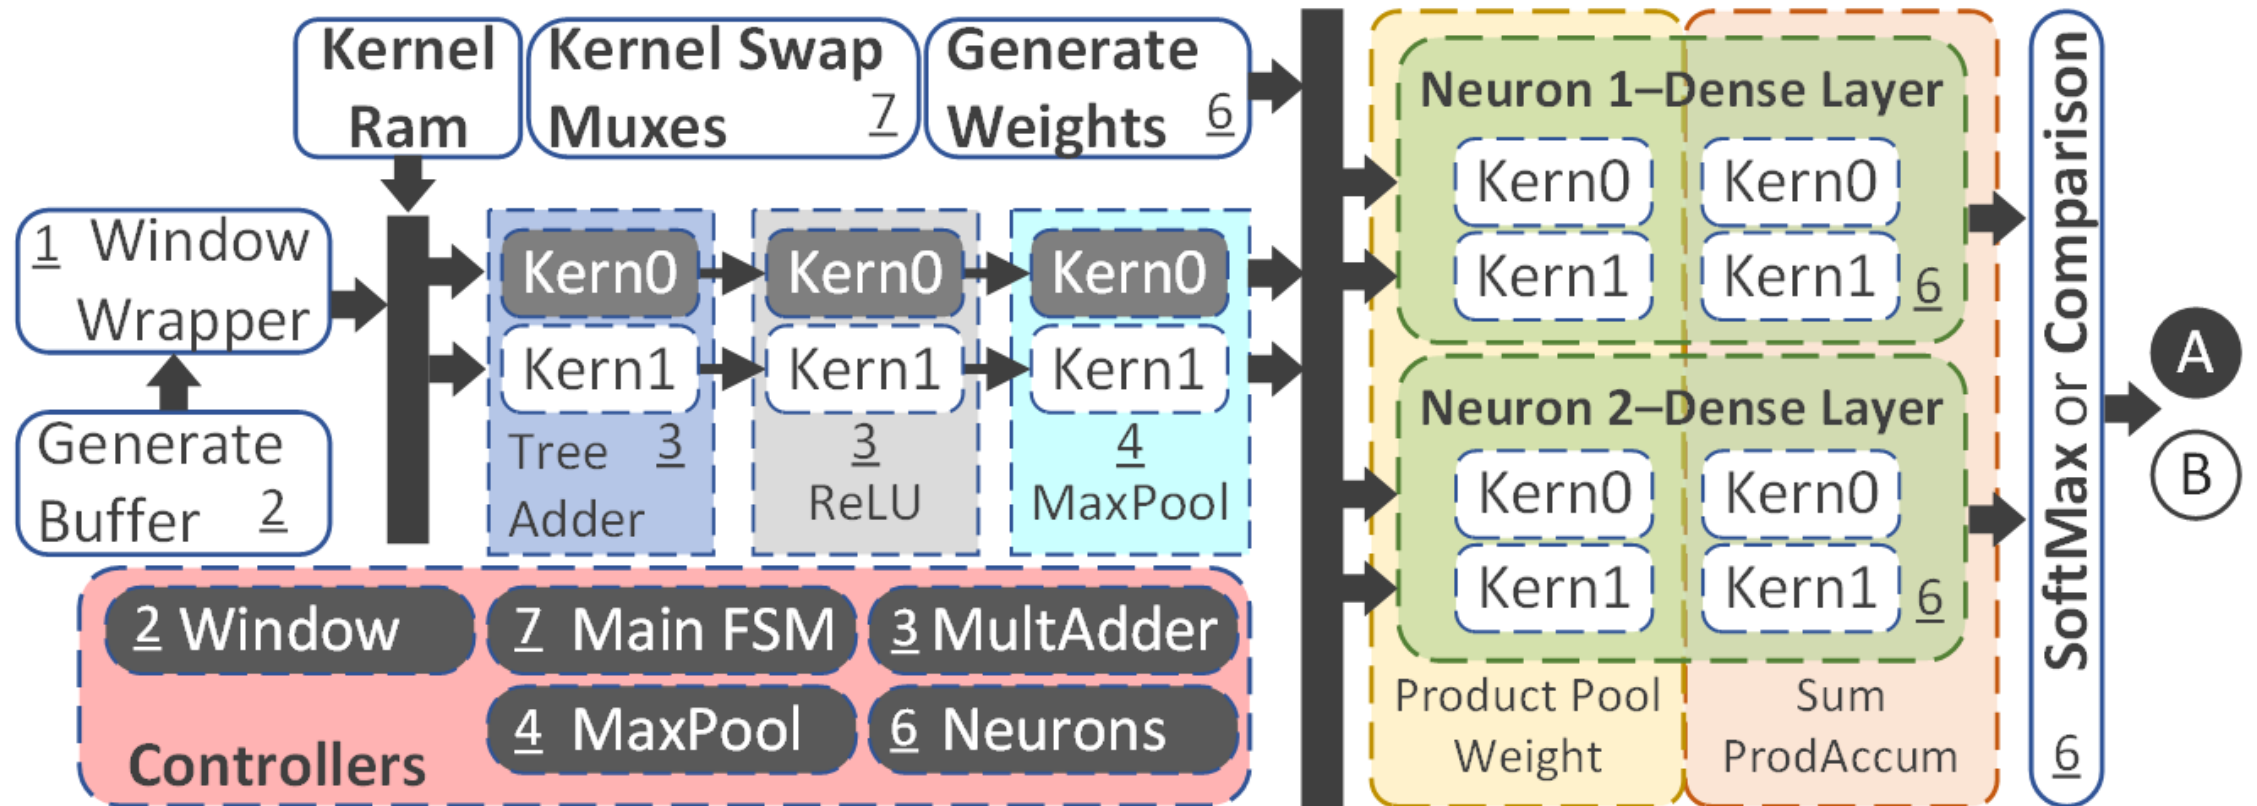 Kernel
Ram
Kernel Swap
Muxes 7
Generate
Weights 6
1 Window
Wrapper
Generate
Buffer 2
Kern0
Kern1
Tree 3
Adder
Kern0
Kern1
3
ReLU
Kern0
Kern1
4
MaxPool
Controllers
2 Window
7 Main FSM
3 MultAdder
4 MaxPool
6 Neurons
Neuron 1–Dense Layer
Kern0 Kern0
Kern1 Kern1 6
Neuron 2–Dense Layer
Kern0 Kern0
Kern1 Kern1 6
Product Pool
Weight
Sum
ProdAccum
SoftMax or Comparison
6
A
B